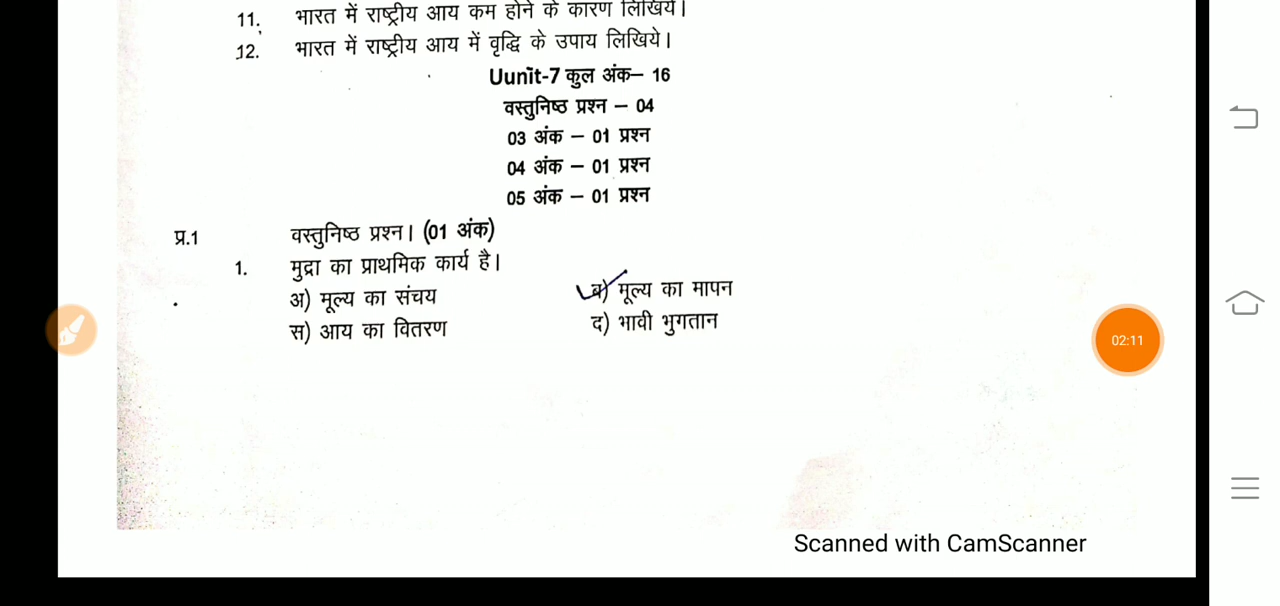 11. भारत में राष्ट्रीय आय कम होने के कारण लिखिये।
12. भारत में राष्ट्रीय आय में वृद्धि के उपाय लिखिये।
Uunit-7 कुल अंक– 16
वस्तुनिष्ठ प्रश्न – 04
03 अंक – 01 प्रश्न
04 अंक – 01 प्रश्न
05 अंक – 01 प्रश्न
प्र.1 वस्तुनिष्ठ प्रश्न। (01 अंक)
1. मुद्रा का प्राथमिक कार्य है।
अ) मूल्य का संचय ब) मूल्य का मापन
स) आय का वितरण द) भावी भुगतान
02:11
Scanned with CamScanner